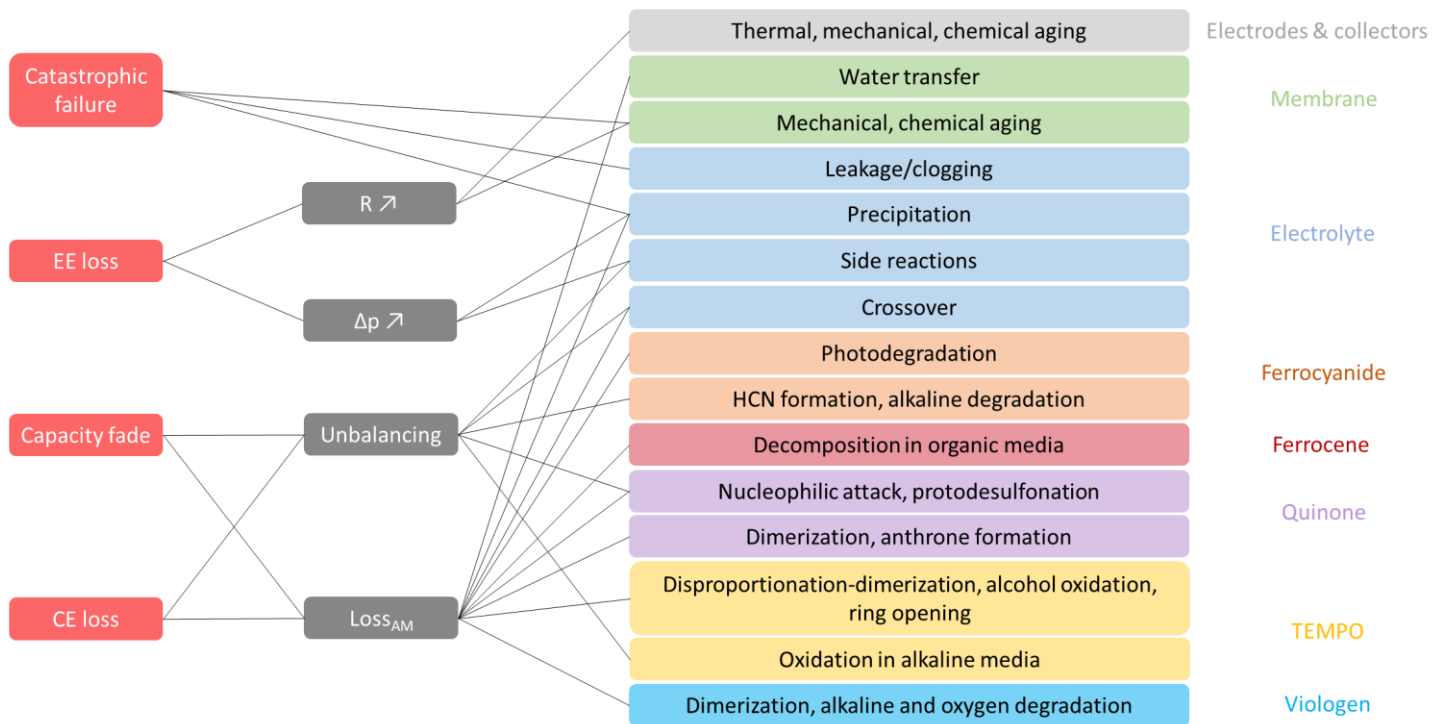 Catastrophic
failure
EE loss
Capacity fade
CE loss
R ↗
Δp ↗
Unbalancing
Loss_AM
Thermal, mechanical, chemical aging
Water transfer
Mechanical, chemical aging
Leakage/clogging
Precipitation
Side reactions
Crossover
Photodegradation
HCN formation, alkaline degradation
Decomposition in organic media
Nucleophilic attack, protodesulfonation
Dimerization, anthrone formation
Disproportionation-dimerization, alcohol oxidation,
ring opening
Oxidation in alkaline media
Dimerization, alkaline and oxygen degradation
Electrodes & collectors
Membrane
Electrolyte
Ferrocyanide
Ferrocene
Quinone
TEMPO
Viologen